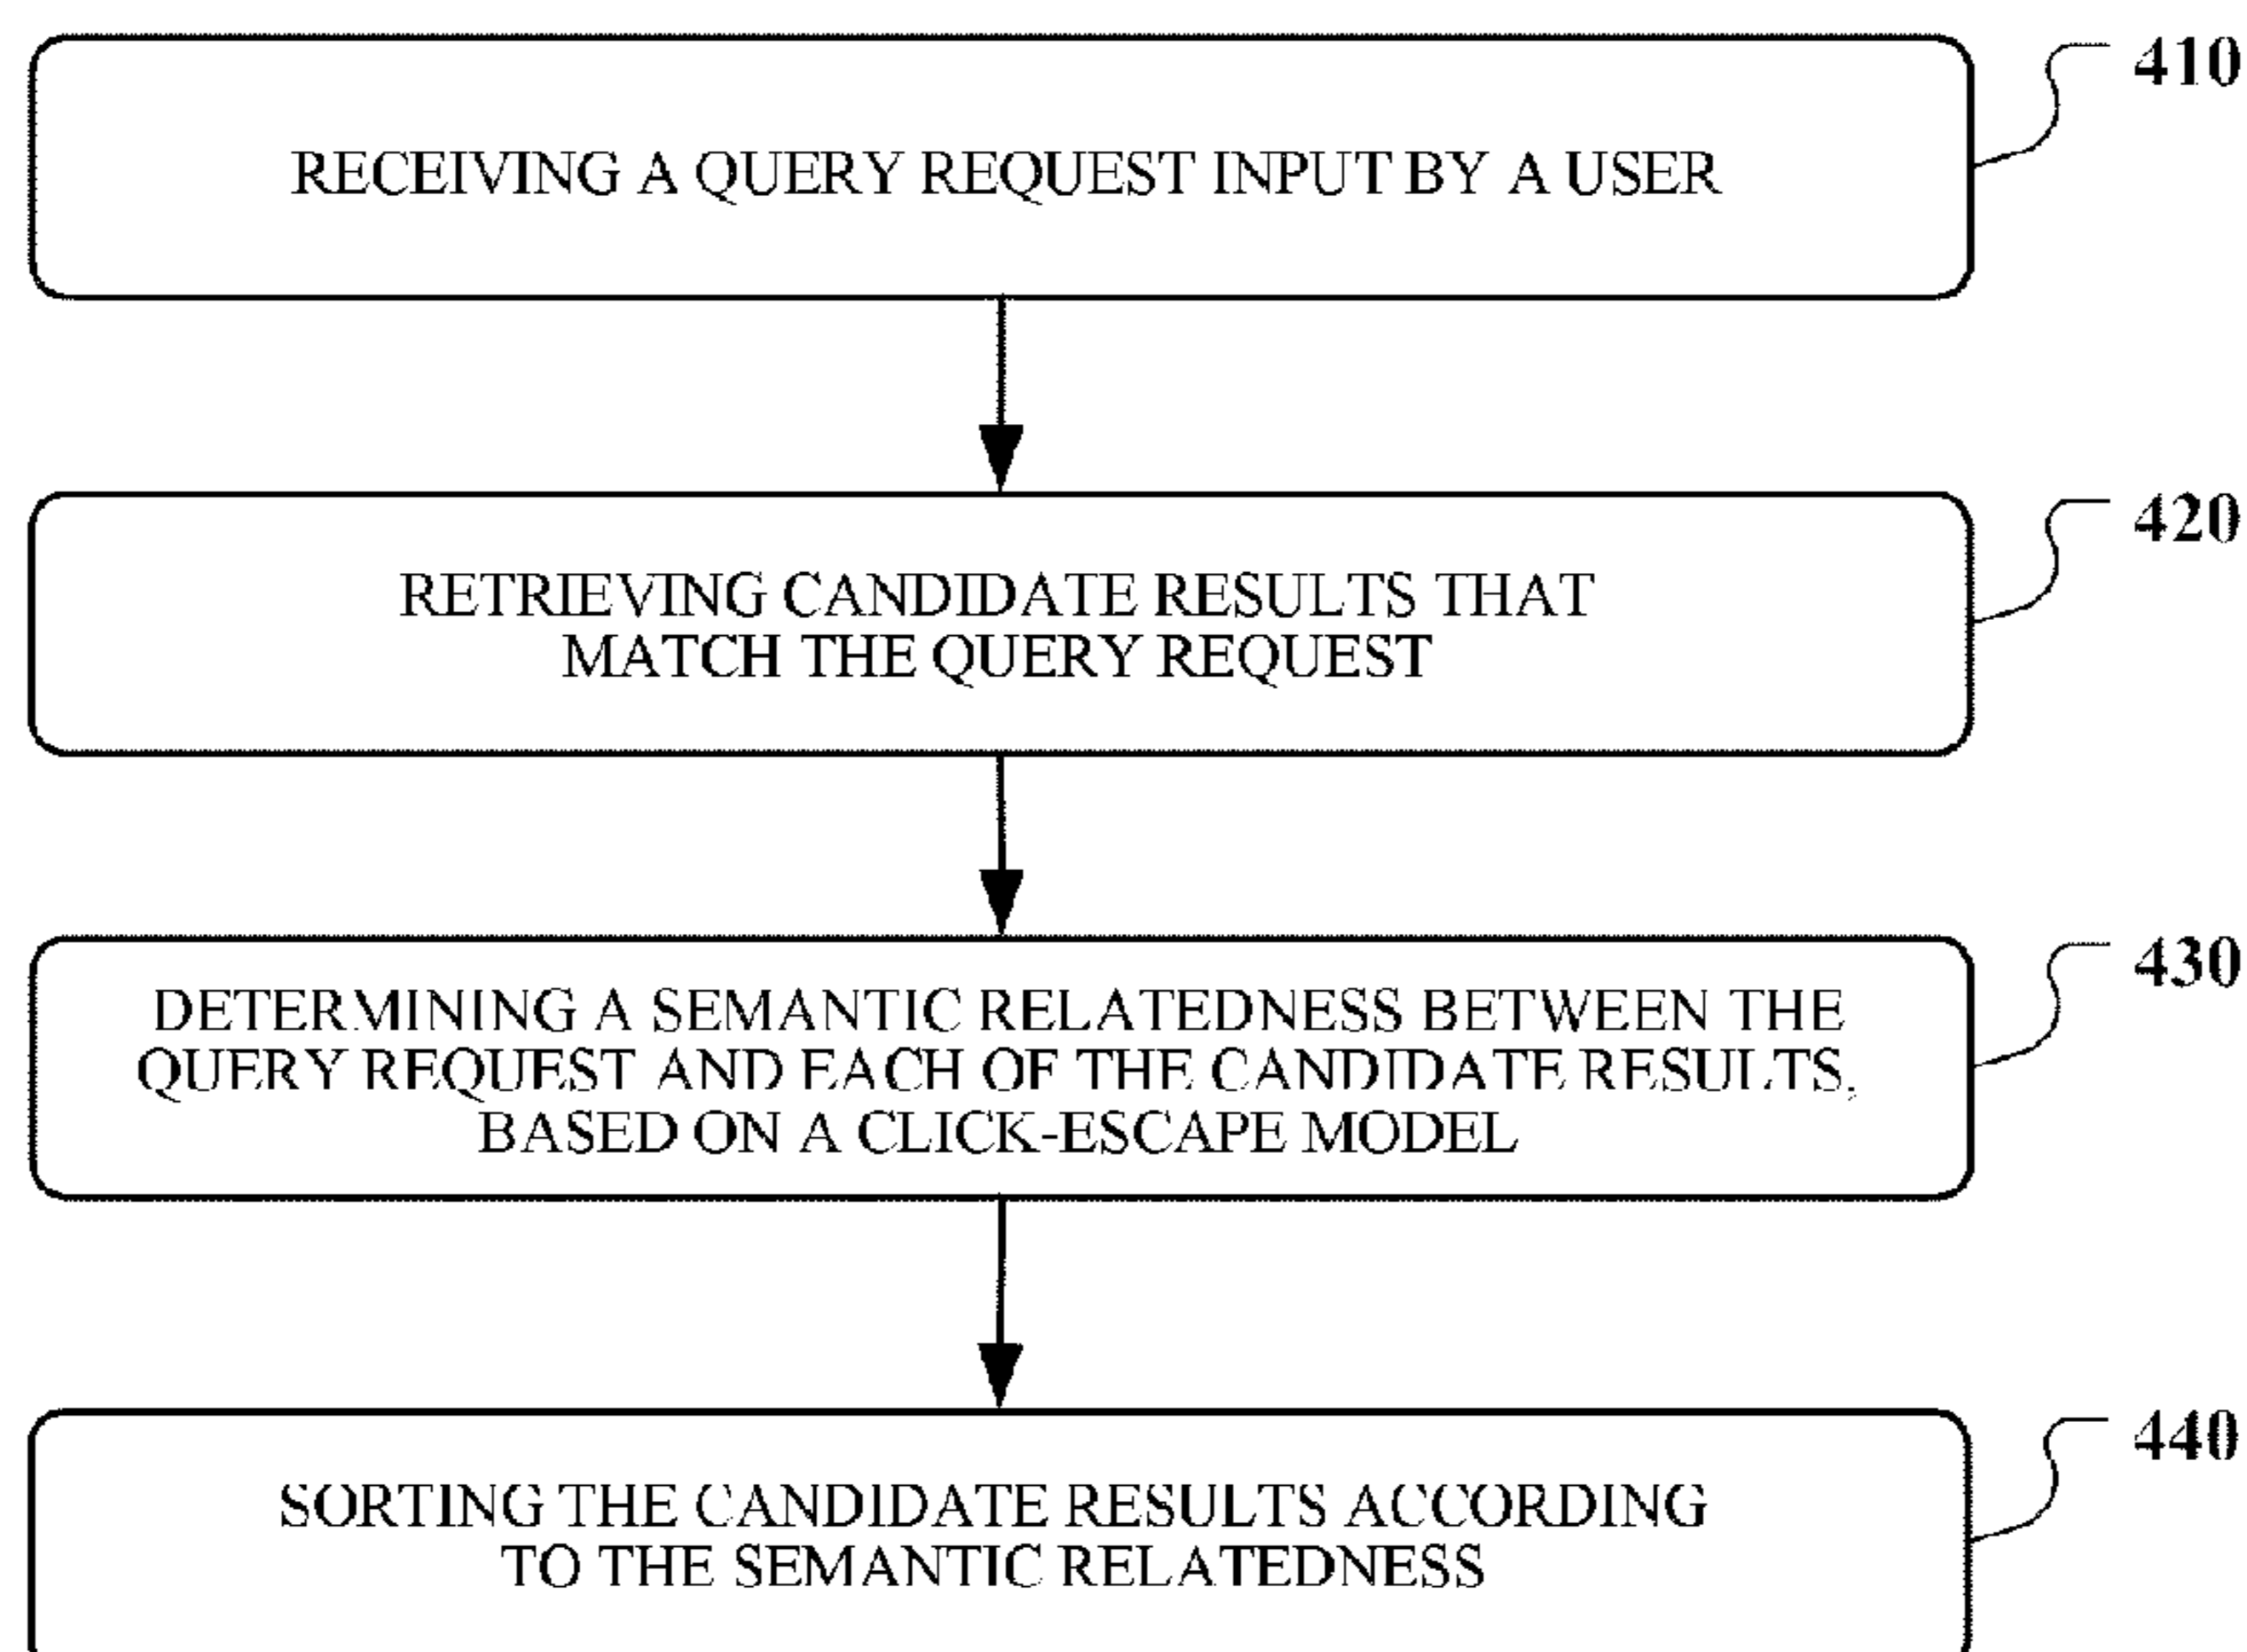 410
RECEIVING A QUERY REQUEST INPUT BY A USER
420
RETRIEVING CANDIDATE RESULTS THAT
MATCH THE QUERY REQUEST
430
DETERMINING A SEMANTIC RELATEDNESS BETWEEN THE
QUERY REQUEST AND EACH OF THE CANDIDATE RESULTS,
BASED ON A CLICK-ESCAPE MODEL
440
SORTING THE CANDIDATE RESULTS ACCORDING
TO THE SEMANTIC RELATEDNESS